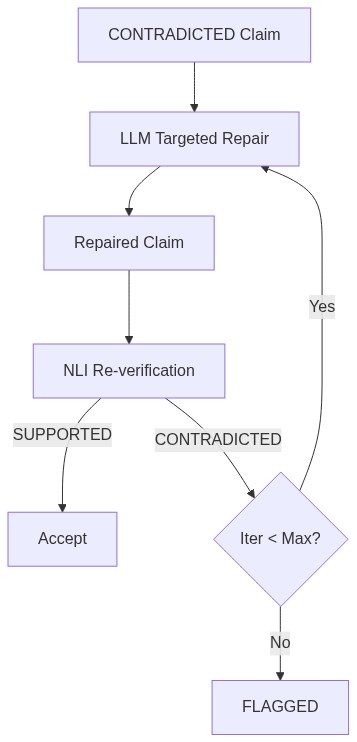 CONTRADICTED Claim
LLM Targeted Repair
Repaired Claim
Yes
NLI Re-verification
SUPPORTED
CONTRADICTED
Accept
Iter < Max?
No
FLAGGED